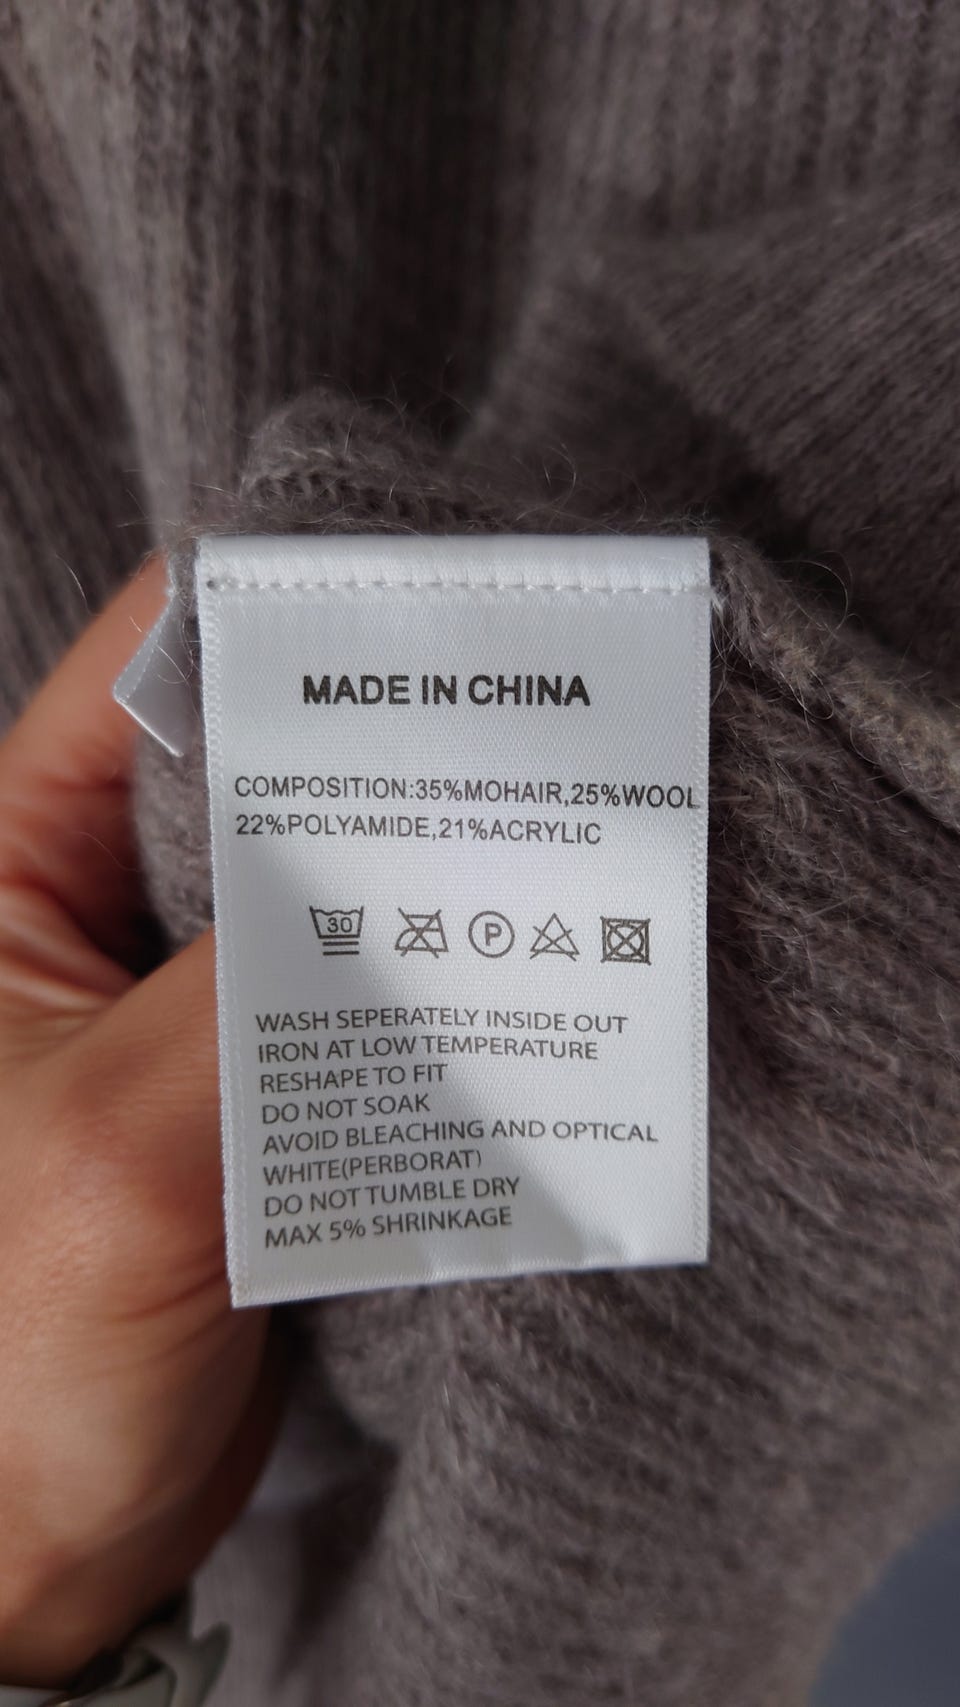 MADE IN CHINA
COMPOSITION:35%MOHAIR,25%WOOL
22%POLYAMIDE,21%ACRYLIC
30 P
WASH SEPERATELY INSIDE OUT
IRON AT LOW TEMPERATURE
RESHAPE TO FIT
DO NOT SOAK
AVOID BLEACHING AND OPTICAL
WHITE(PERBORAT)
DO NOT TUMBLE DRY
MAX 5% SHRINKAGE